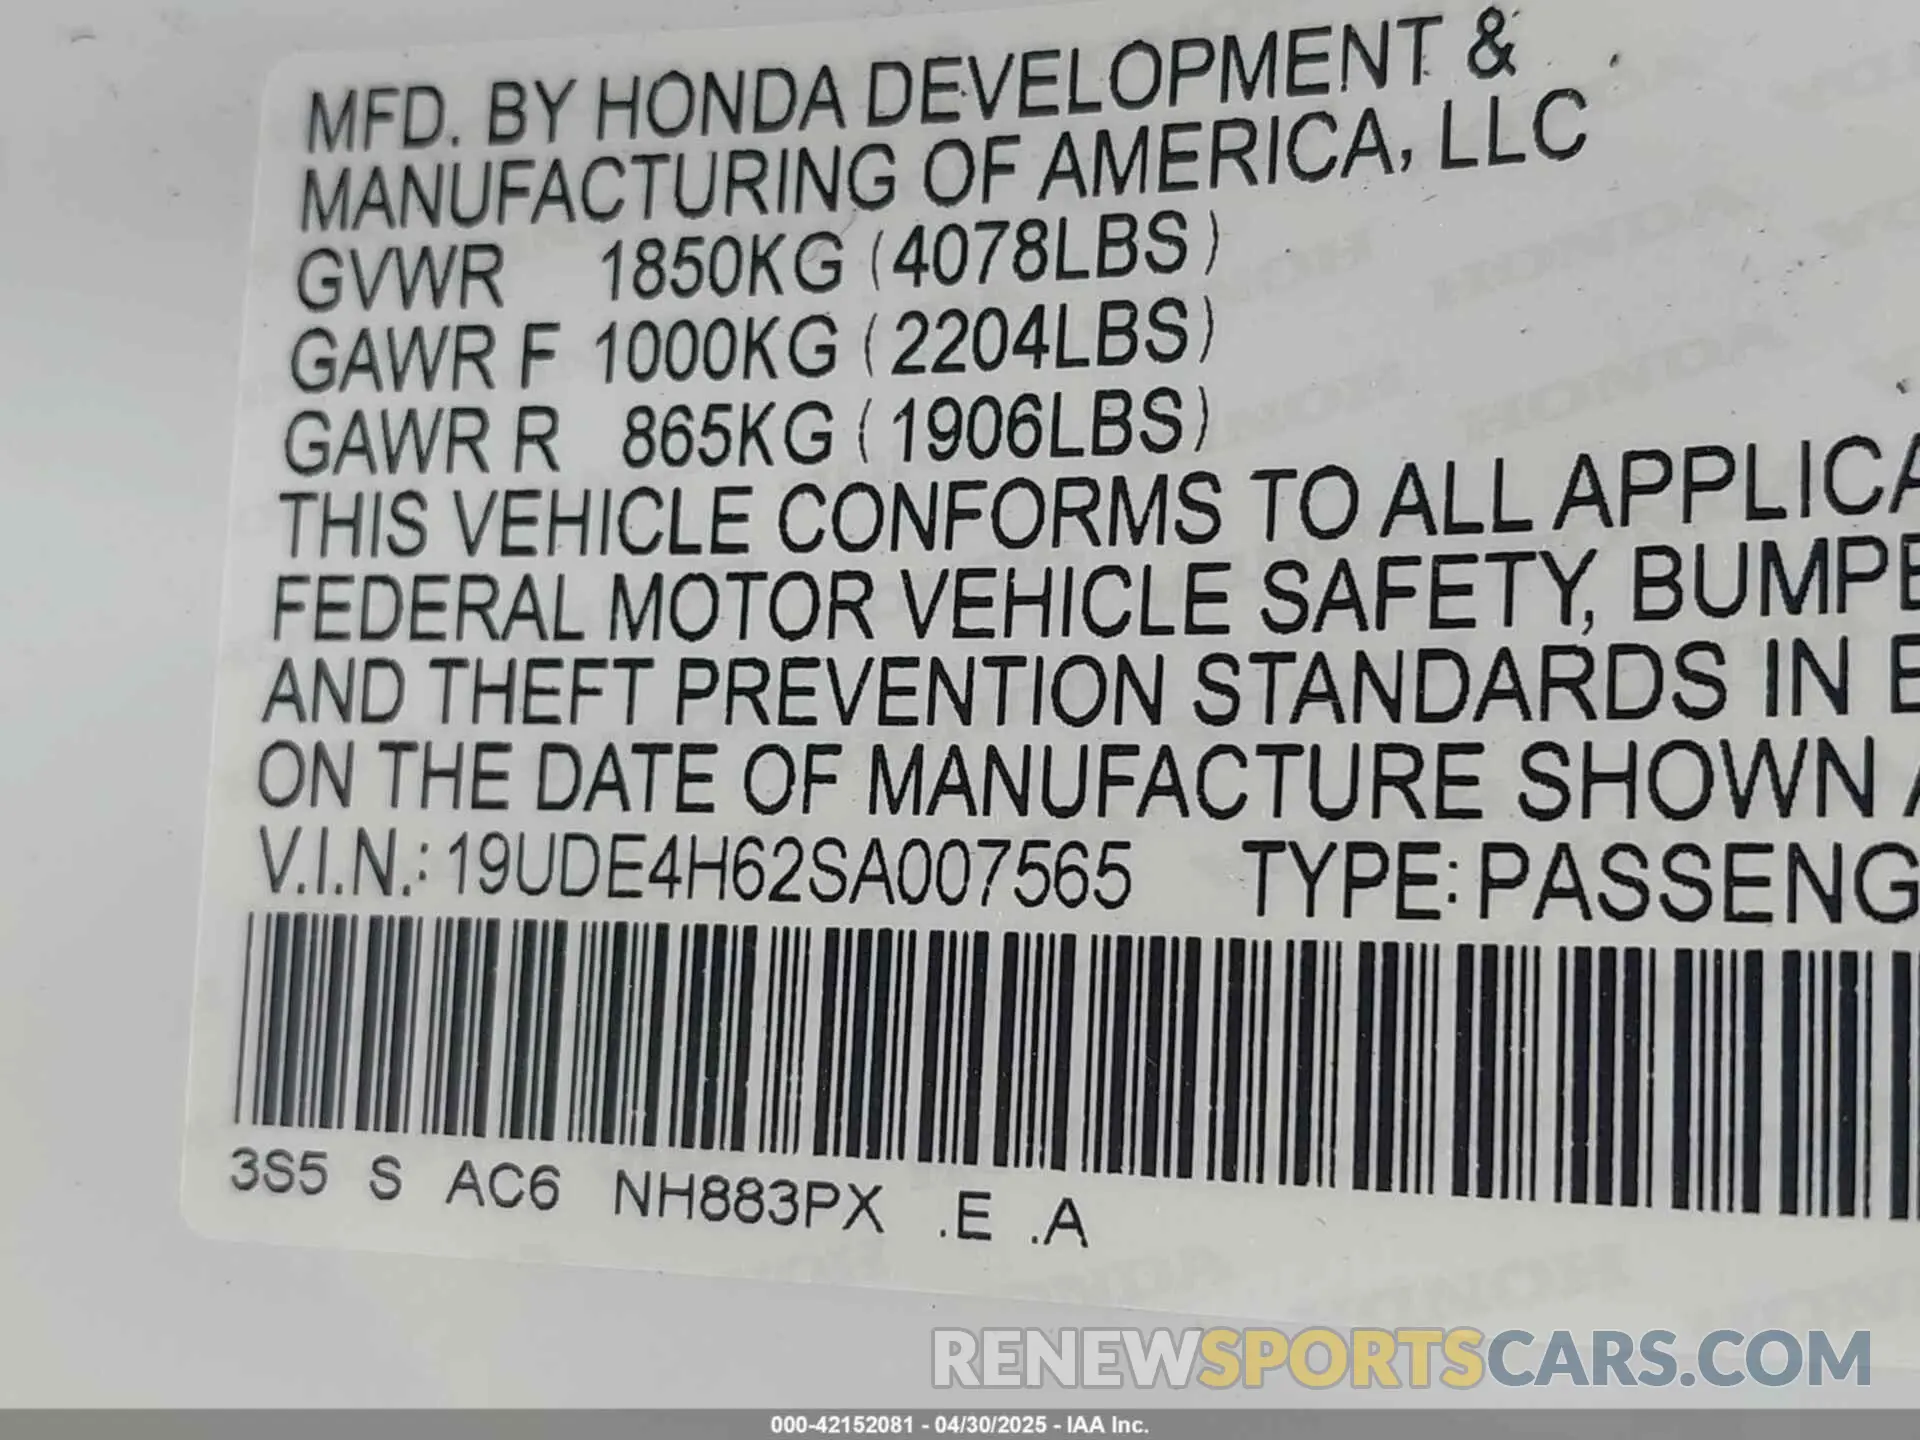 MFD. BY HONDA DEVELOPMENT &
MANUFACTURING OF AMERICA, LLC
GVWR 1850KG (4078LBS)
GAWR F 1000KG (2204LBS)
GAWR R 865KG (1906LBS)
THIS VEHICLE CONFORMS TO ALL APPLICA
FEDERAL MOTOR VEHICLE SAFETY, BUMPE
AND THEFT PREVENTION STANDARDS IN E
ON THE DATE OF MANUFACTURE SHOWN A
V.I.N.: 19UDE4H62SA007565 TYPE: PASSENG
3S5 S AC6 NH883PX .E .A
RENEWSPORTSCARS.COM
000-42152081 - 04/30/2025 - IAA Inc.